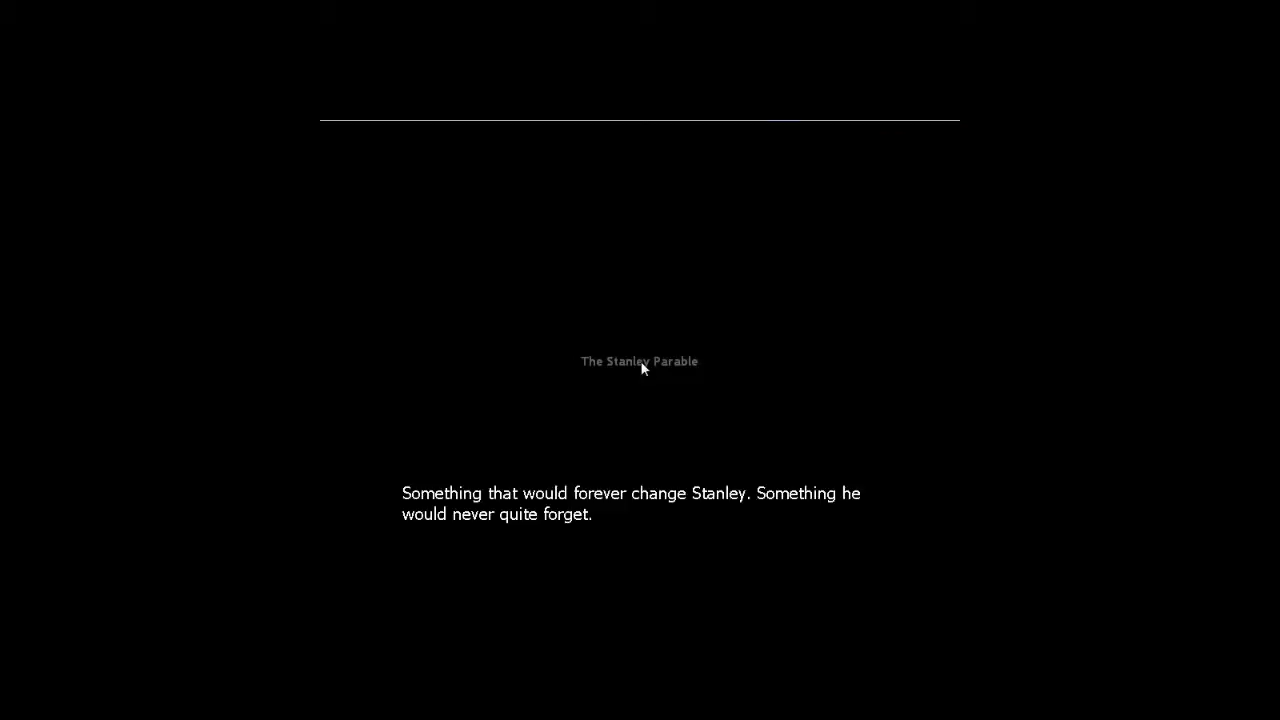 The Stanley Parable
Something that would forever change Stanley. Something he
would never quite forget.